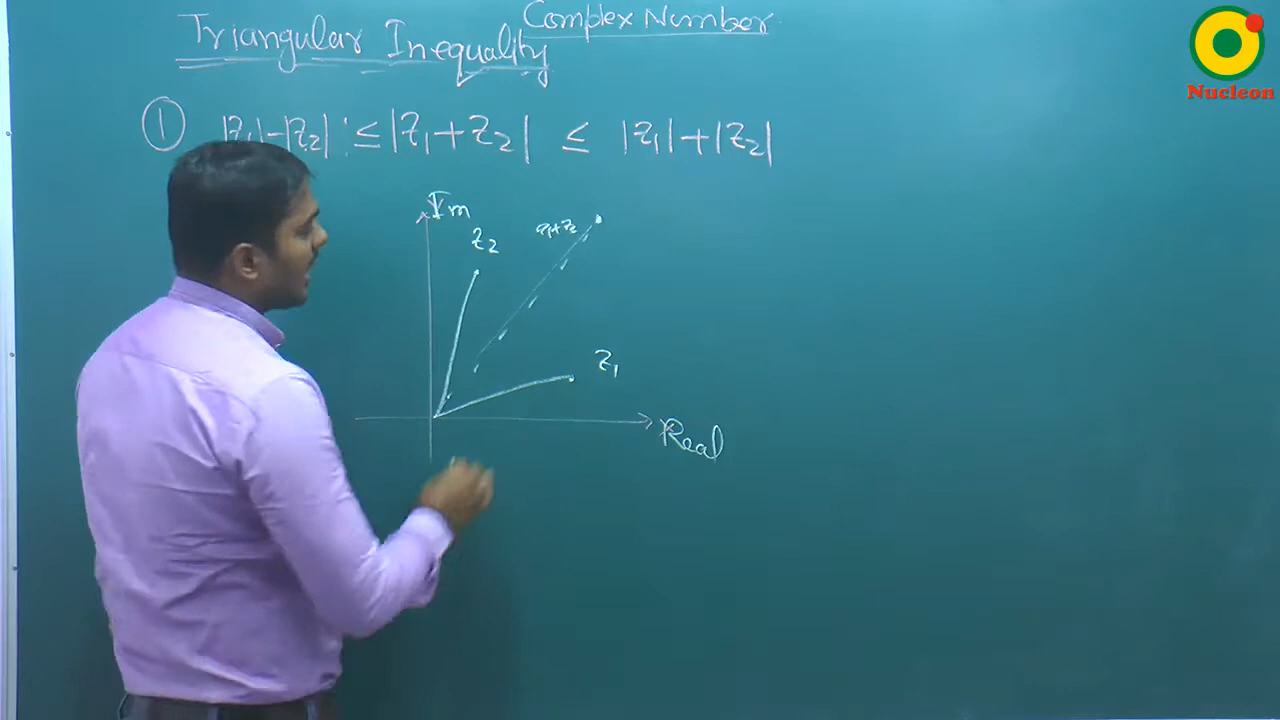 Complex Number
Triangular Inequality
Nucleon
① |z₁|-|z₂| ≤ |z₁+z₂| ≤ |z₁|+|z₂|
Im
z₂
z₁+z₂
z₁
Real